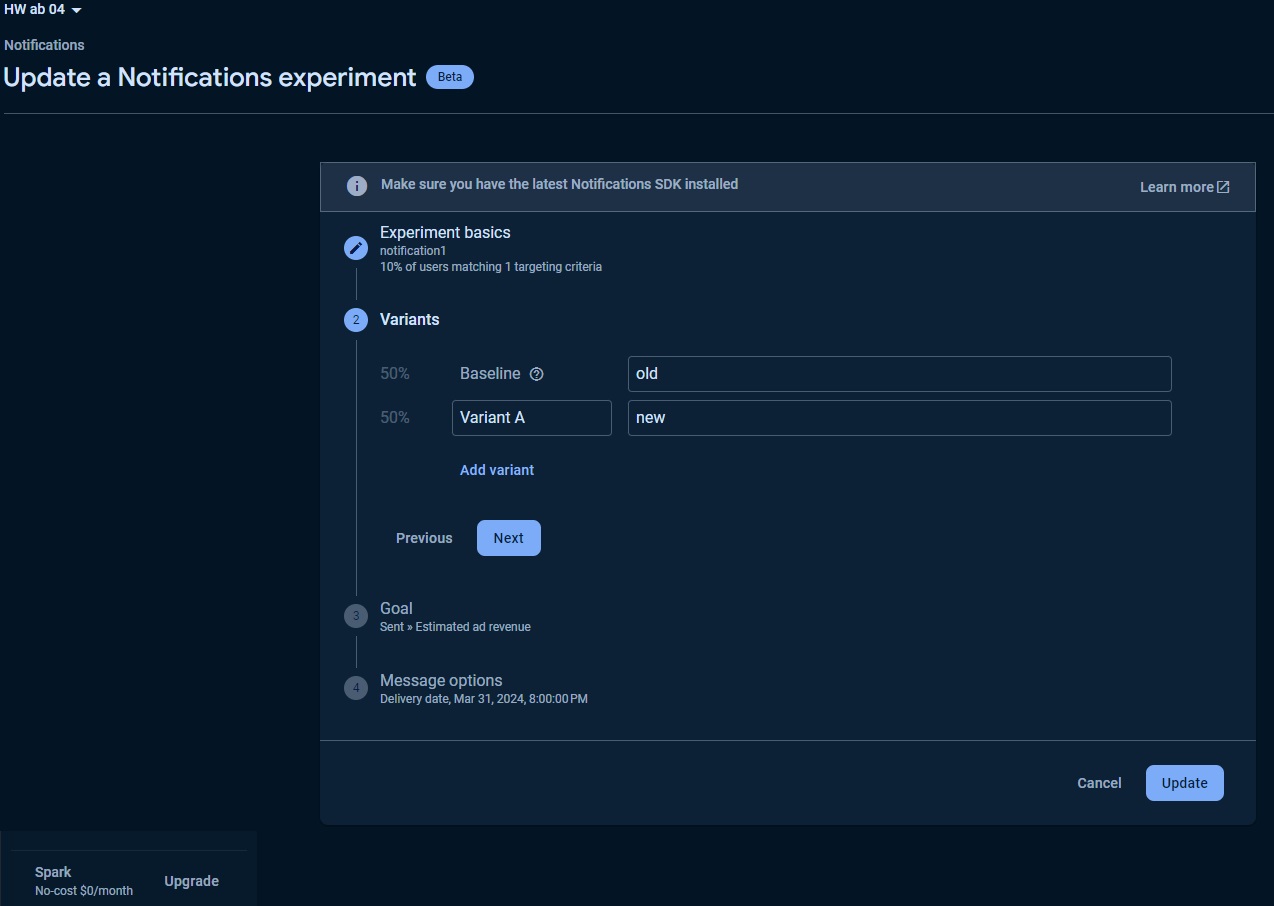 HW ab 04
Notifications
Update a Notifications experiment Beta
Make sure you have the latest Notifications SDK installed
Learn more
Experiment basics
notification1
10% of users matching 1 targeting criteria
2 Variants
50% Baseline old
50% Variant A new
Add variant
Previous Next
3 Goal
Sent » Estimated ad revenue
4 Message options
Delivery date, Mar 31, 2024, 8:00:00 PM
Cancel Update
Spark
No-cost $0/month
Upgrade